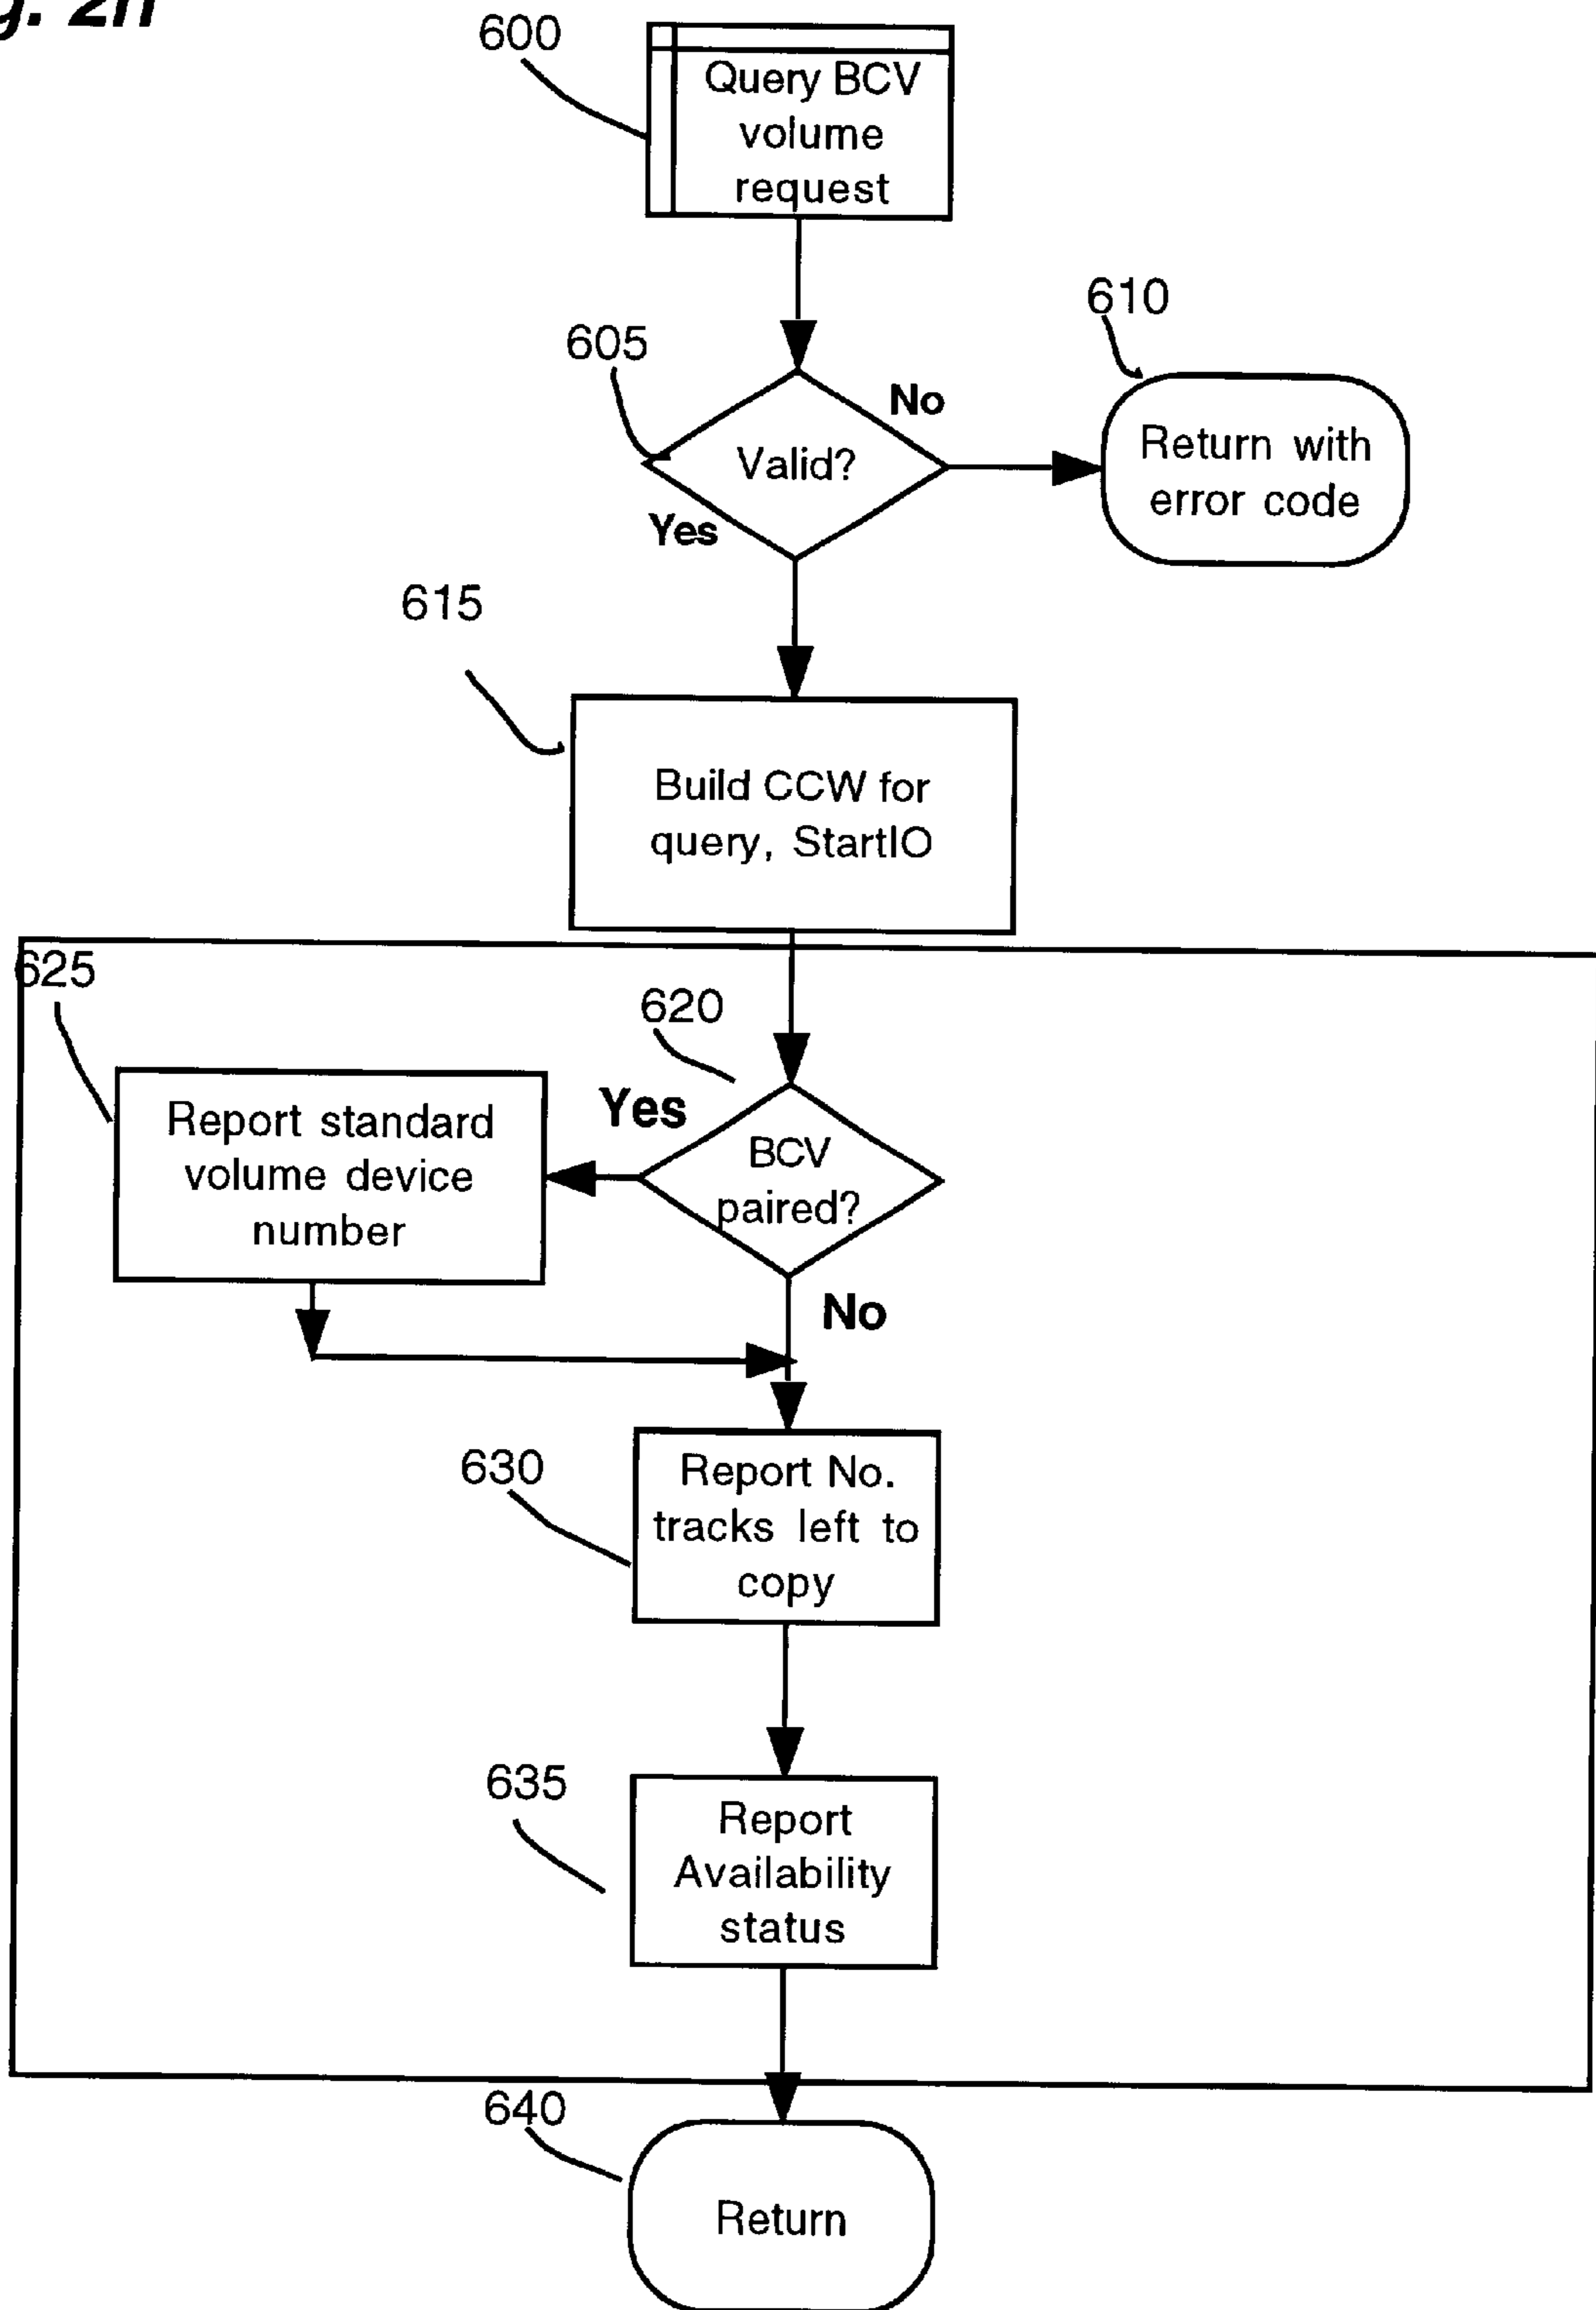 600
Query BCV
volume
request
610
605
No
Valid?
Return with
error code
Yes
615
Build CCW for
query, StartIO
625
620
Yes
Report standard
volume device
number
BCV
paired?
No
630
Report No.
tracks left to
copy
635
Report
Availability
status
640
Return